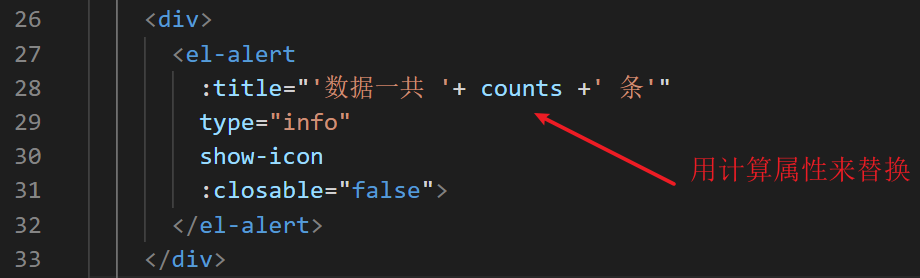 26 <div>
27 <el-alert
28 :title="'数据一共 '+ counts +' 条'"
29 type="info"
30 show-icon
用计算属性来替换
31 :closable="false">
32 </el-alert>
33 </div>